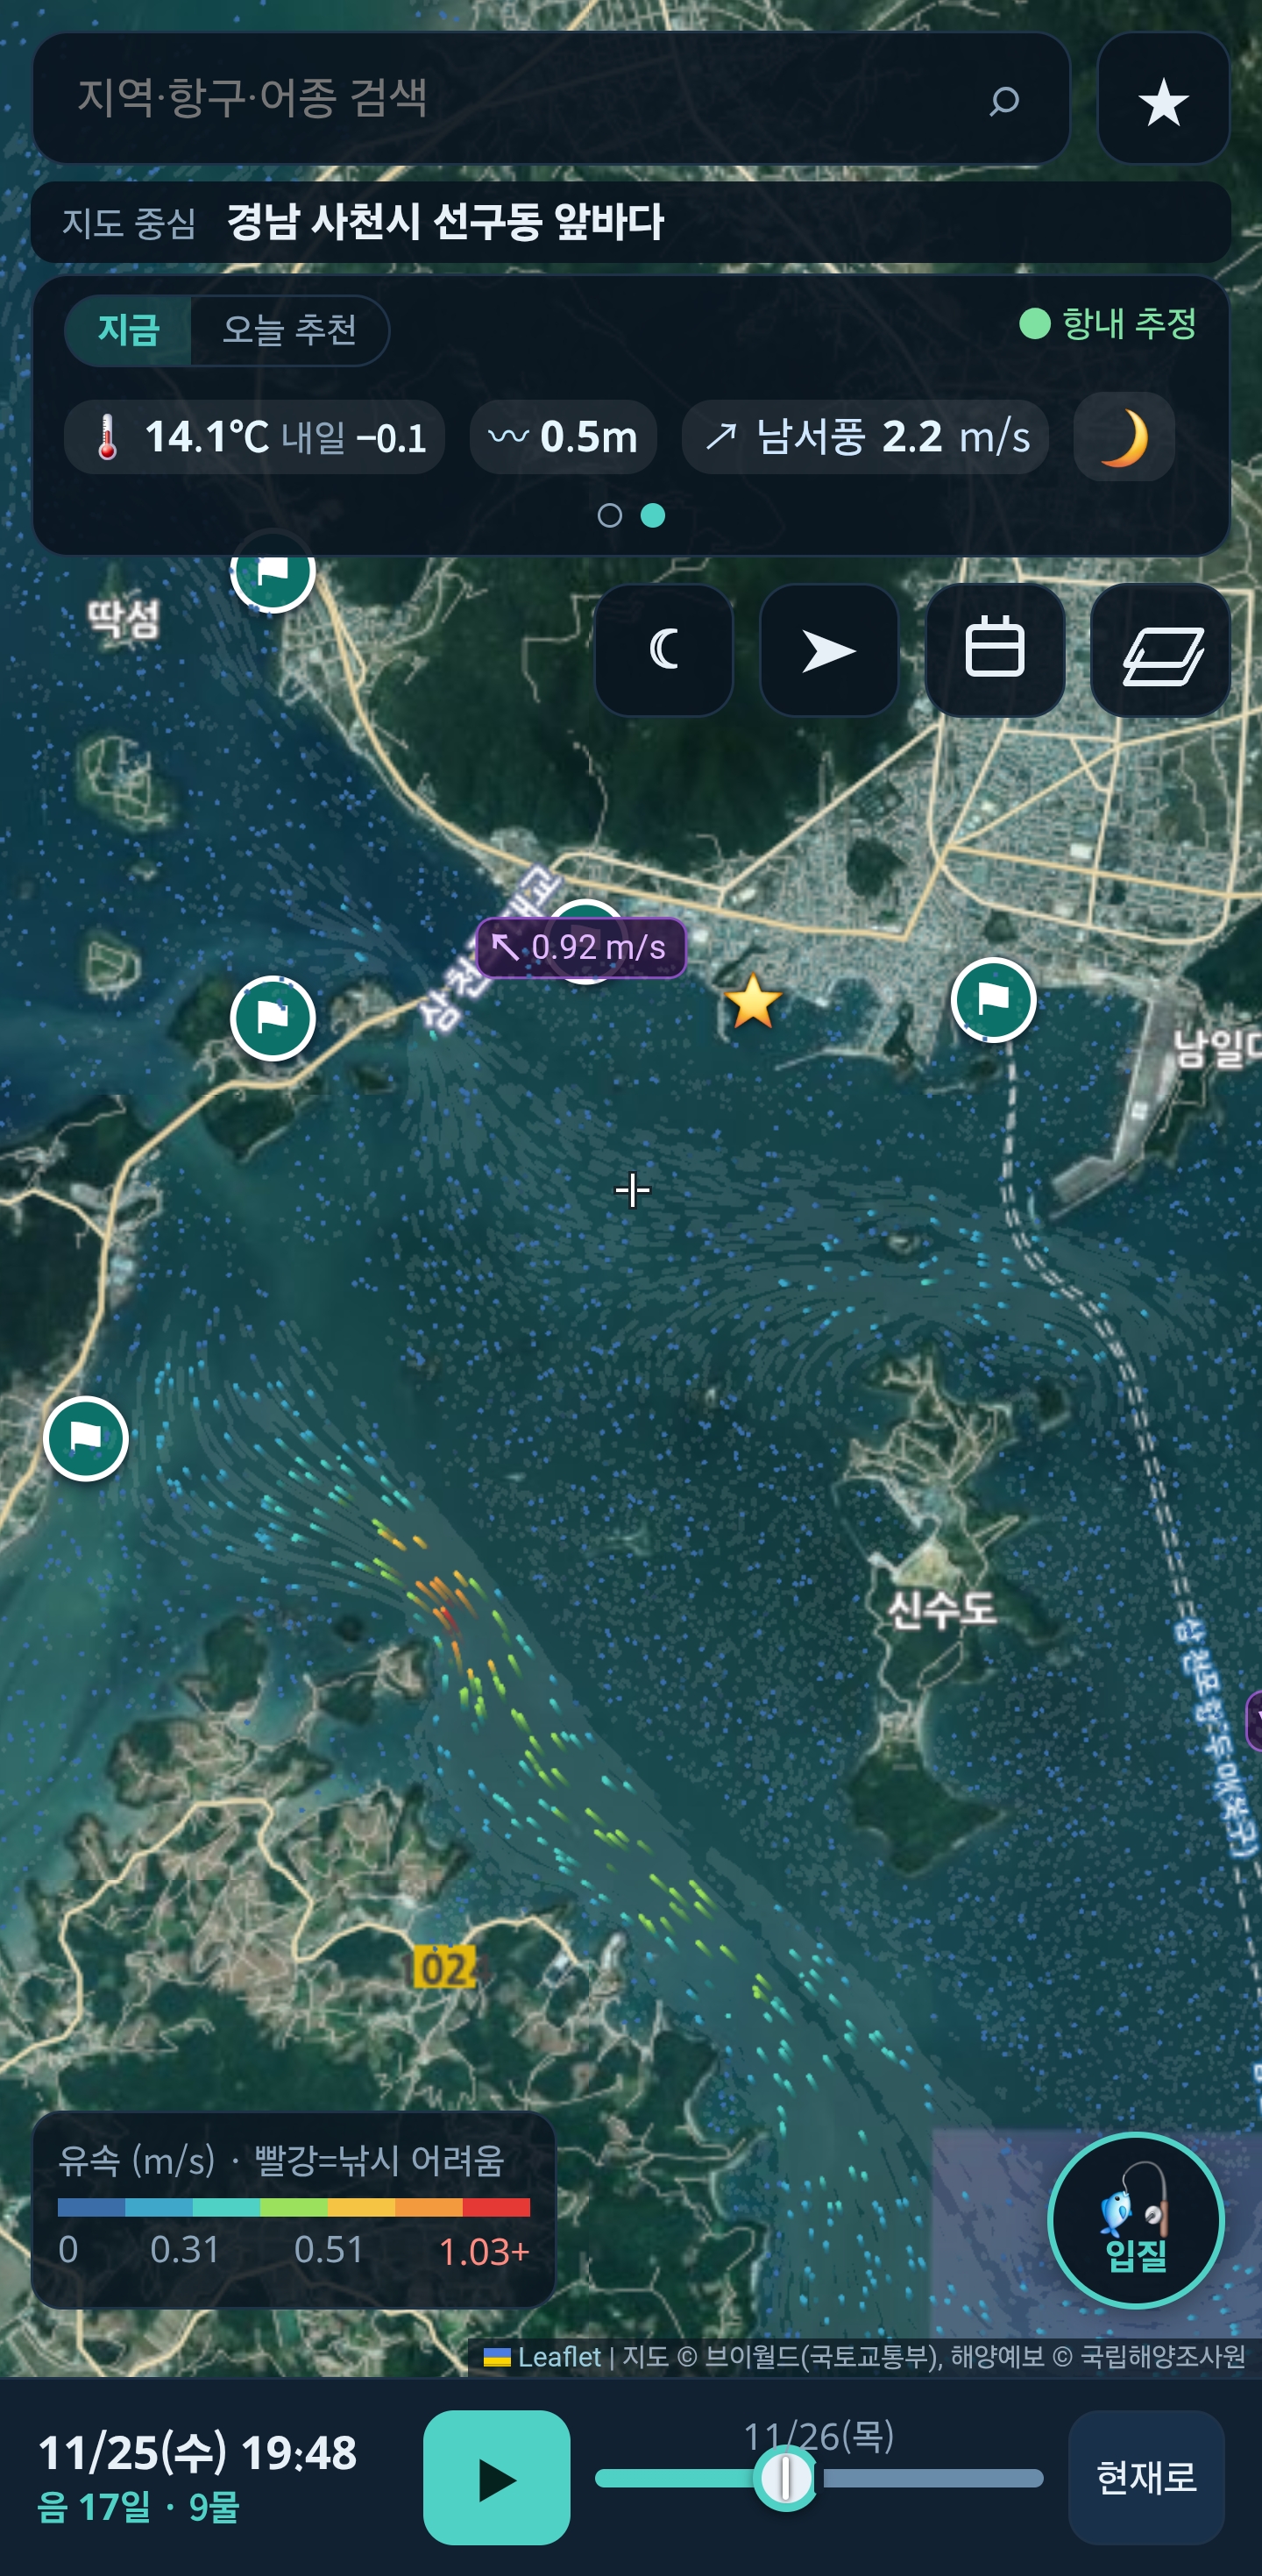 지역·항구·어종 검색
★
지도 중심 경남 사천시 선구동 앞바다
지금 오늘 추천 항내 추정
14.1°C 내일 −0.1 0.5m ↗ 남서풍 2.2 m/s
딱섬
↖ 0.92 m/s
삼천
교
남일대
신수도
02
유속 (m/s) · 빨강=낚시 어려움
0 0.31 0.51 1.03+
입질
Leaflet | 지도 © 브이월드(국토교통부), 해양예보 © 국립해양조사원
11/25(수) 19:48
음 17일 · 9물
11/26(목)
현재로